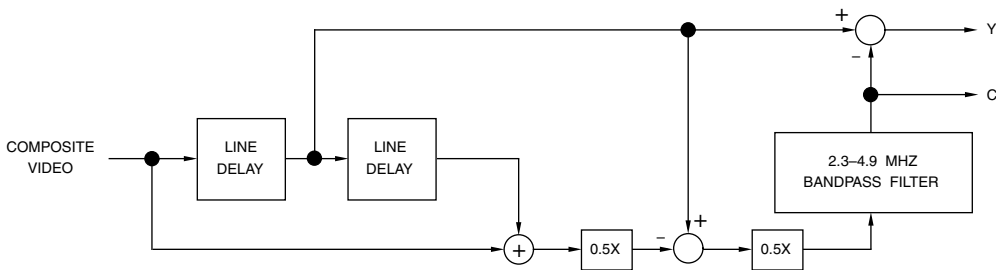 +
Y
–
C
COMPOSITE
VIDEO
LINE
DELAY
LINE
DELAY
2.3–4.9 MHZ
BANDPASS FILTER
+
+
0.5X
–
0.5X